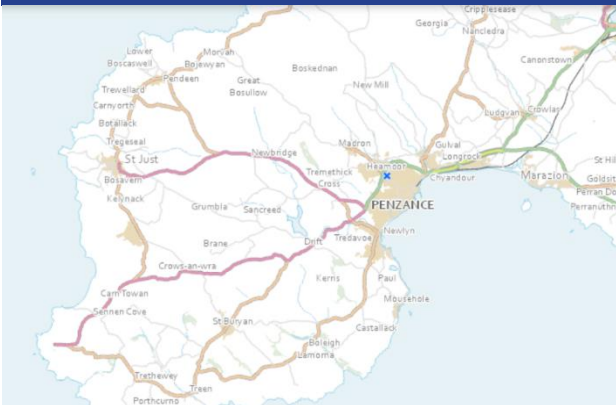 Cripplesease
Georgia
Nancledra
Morvah
Lower
Boscaswell
Bojewyan
Boskednan
Canonstown
Pendeen
Great
Bosullow
New Mill
Trewellard
Carnyorth
Crowlas
Ludgvan
Botallack
Tregeseal
Madron
Gulval
Longrock
St Just
Newbridge
Heamoor
St Hil
Tremethick
Cross
Chyandour
Marazion
Goldsit
Bosavern
Perran Do
Kelynack
Grumbla
Sancreed
PENZANCE
Perranuthn
Newlyn
Brane
Drift
Tredavoe
Crows-an-wra
Kerns
Paul
Carn Towan
Mousehole
Sennen Cove
St Buryan
Castallack
Boleigh
Lamorna
Trethewey
Treen
Porthcurno